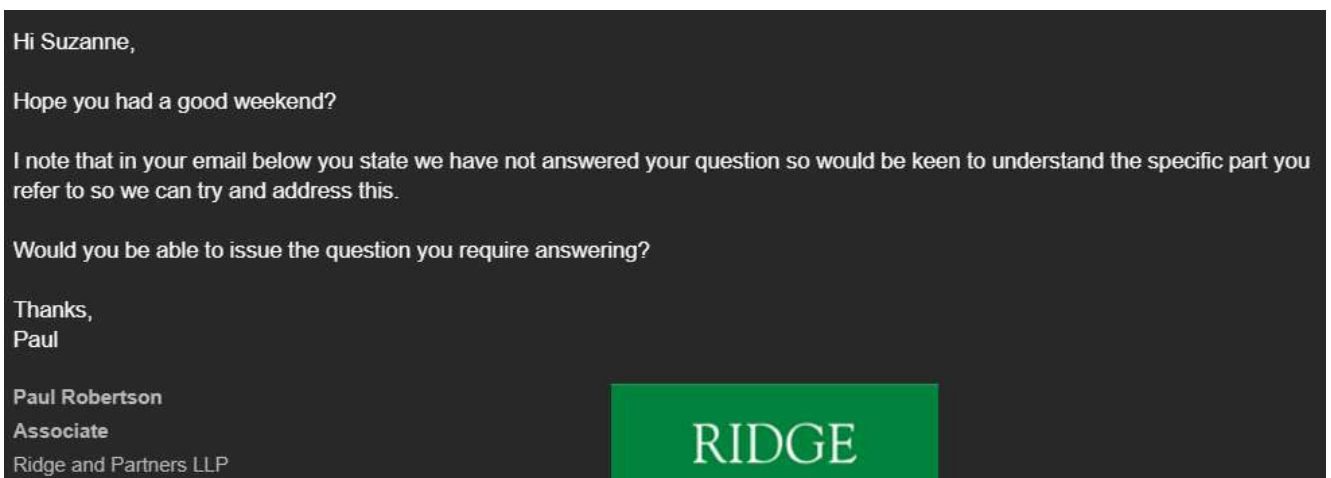 Hi Suzanne,
Hope you had a good weekend?
I note that in your email below you state we have not answered your question so would be keen to understand the specific part you
refer to so we can try and address this.
Would you be able to issue the question you require answering?
Thanks,
Paul
Paul Robertson
Associate
Ridge and Partners LLP
RIDGE